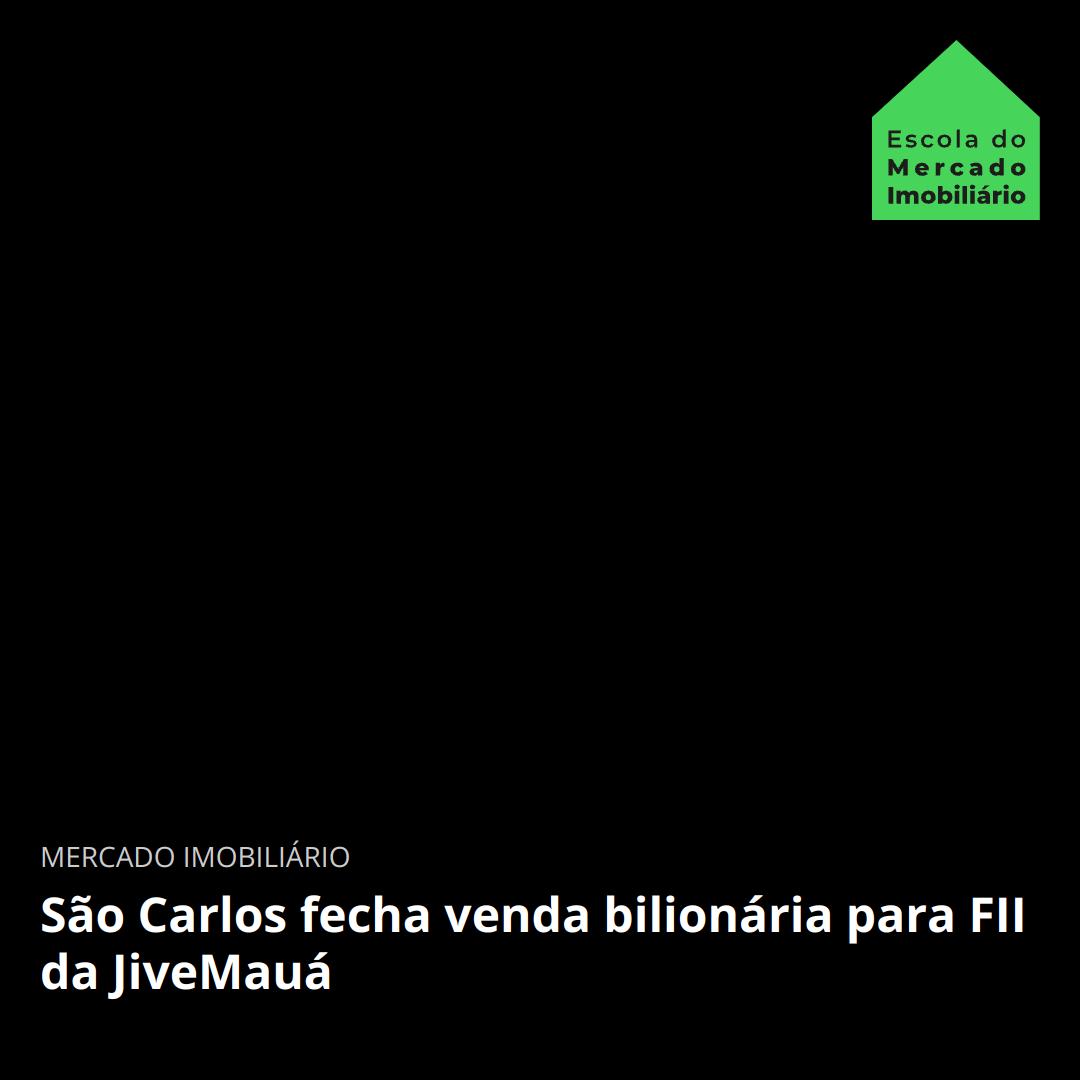 Escola do
Mercado
Imobiliário
MERCADO IMOBILIÁRIO
São Carlos fecha venda bilionária para FII
da JiveMauá